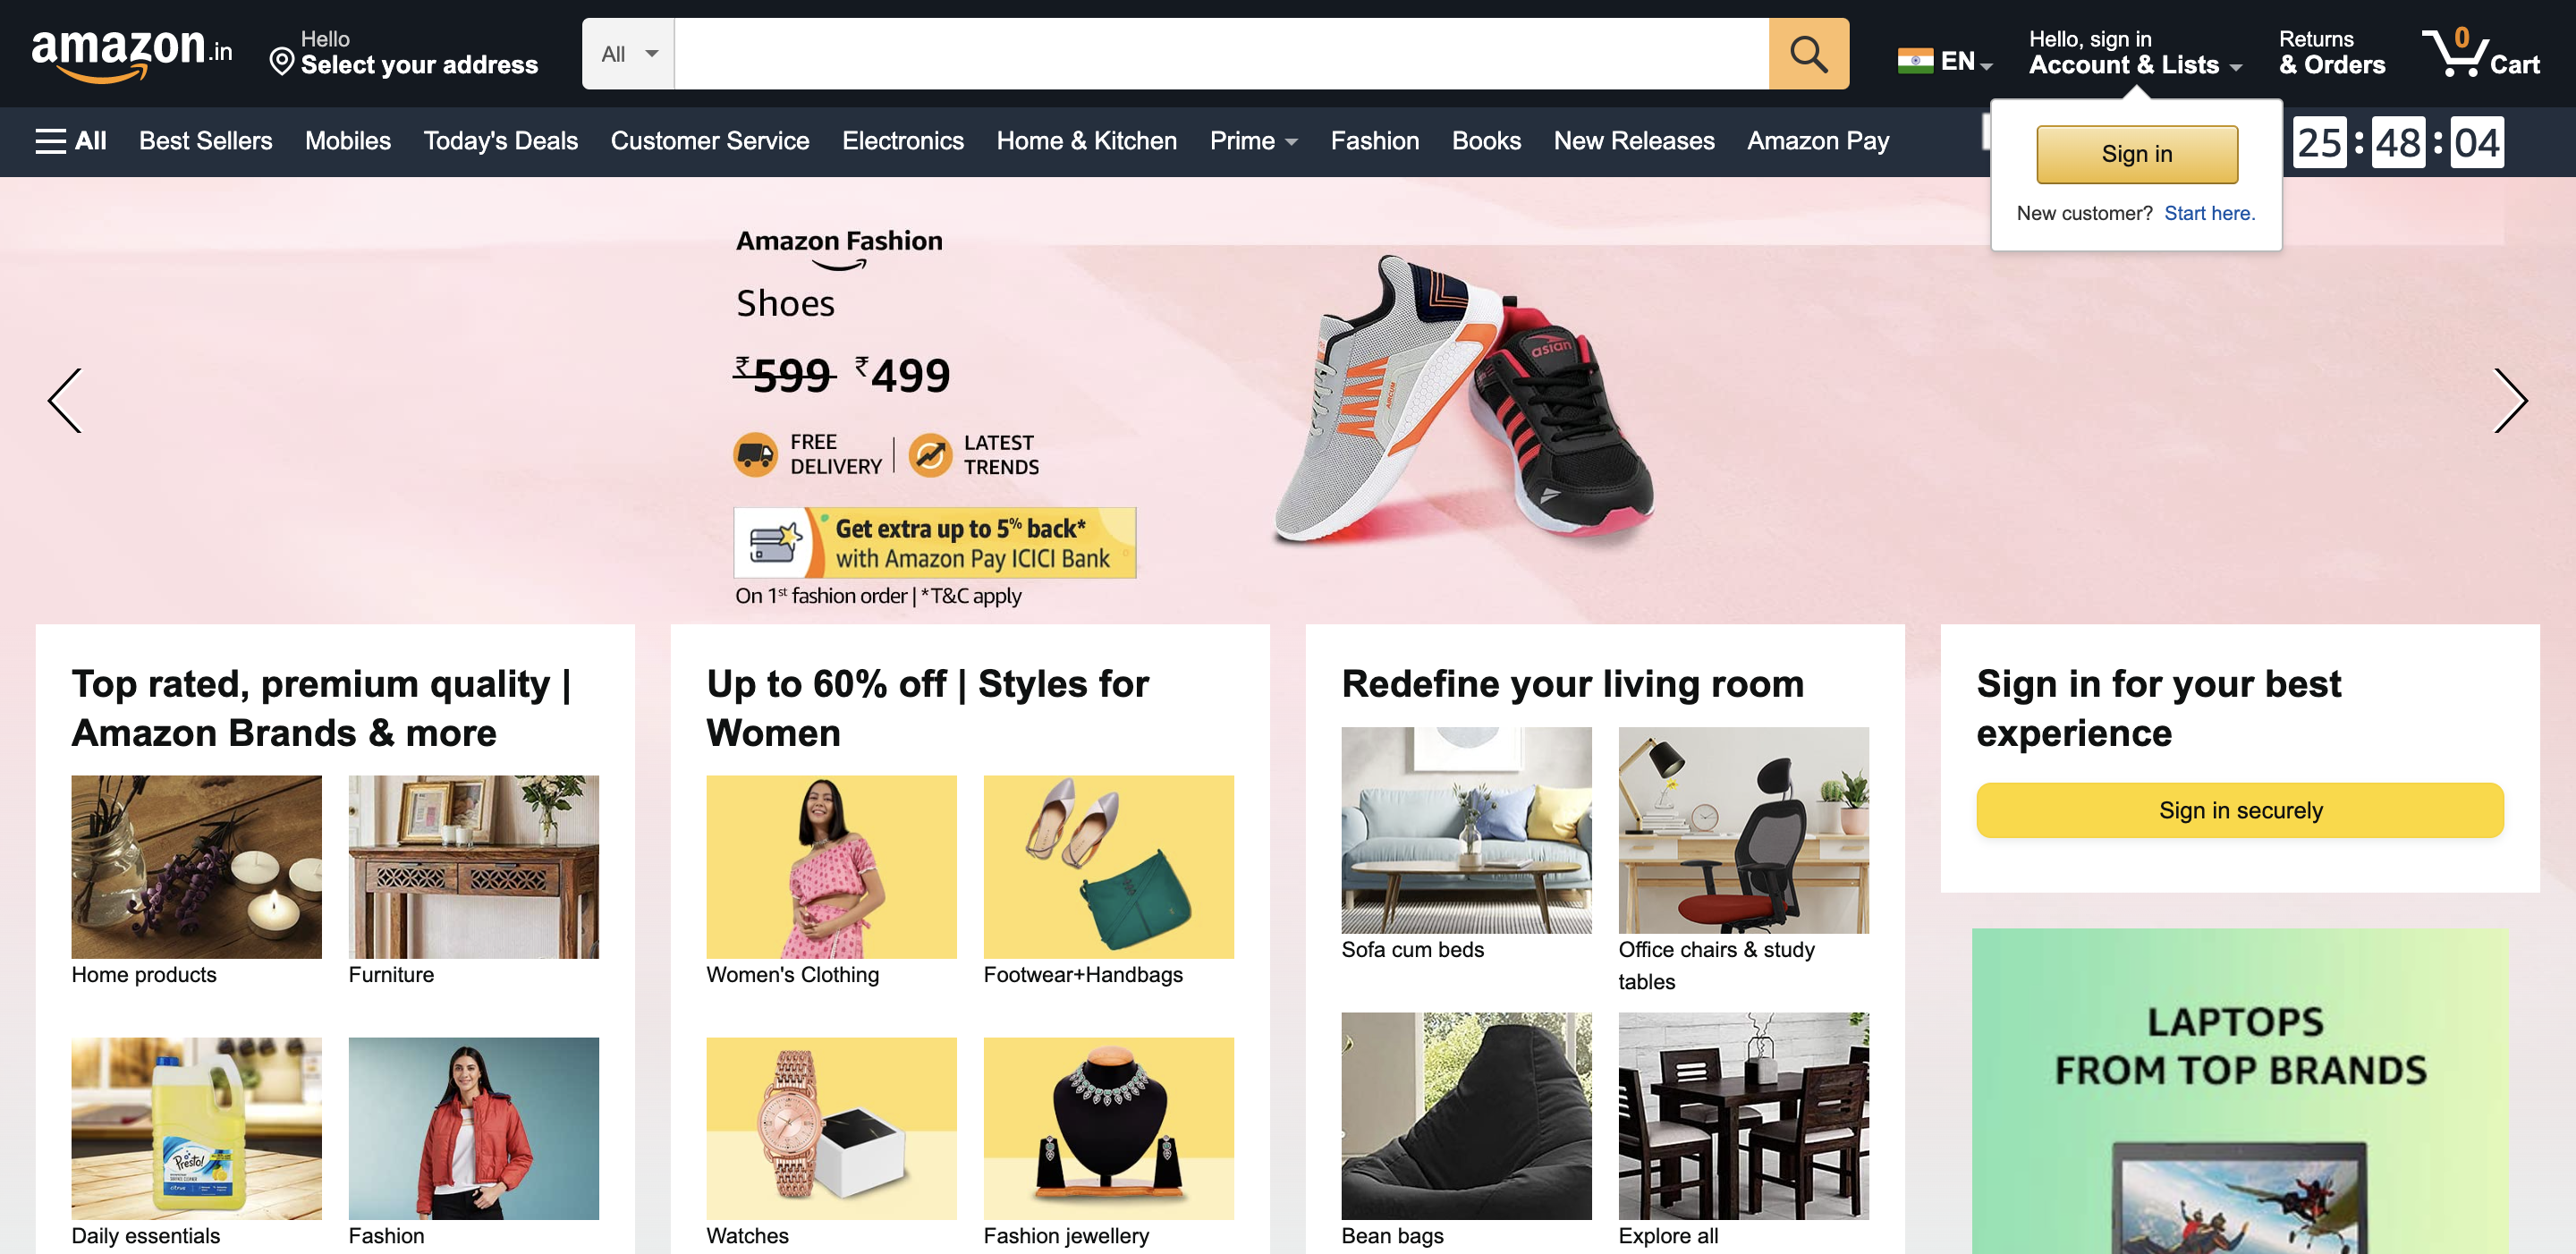 amazon.in
Hello
Select your address
All
EN
Hello, sign in
Account & Lists
Returns
& Orders
0
Cart
All
Best Sellers
Mobiles
Today's Deals
Customer Service
Electronics
Home & Kitchen
Prime
Fashion
Books
New Releases
Amazon Pay
25 : 48 : 04
Sign in
New customer? Start here.
Amazon Fashion
Shoes
₹599 ₹499
FREE
DELIVERY
LATEST
TRENDS
Get extra up to 5% back*
with Amazon Pay ICICI Bank
On 1st fashion order | *T&C apply
AIRCUM
asian
Top rated, premium quality |
Amazon Brands & more
Home products
Furniture
Presto!
citrus
Daily essentials
Fashion
Up to 60% off | Styles for
Women
Women's Clothing
Footwear+Handbags
Watches
Fashion jewellery
Redefine your living room
Sofa cum beds
Office chairs & study
tables
Bean bags
Explore all
Sign in for your best
experience
Sign in securely
LAPTOPS
FROM TOP BRANDS